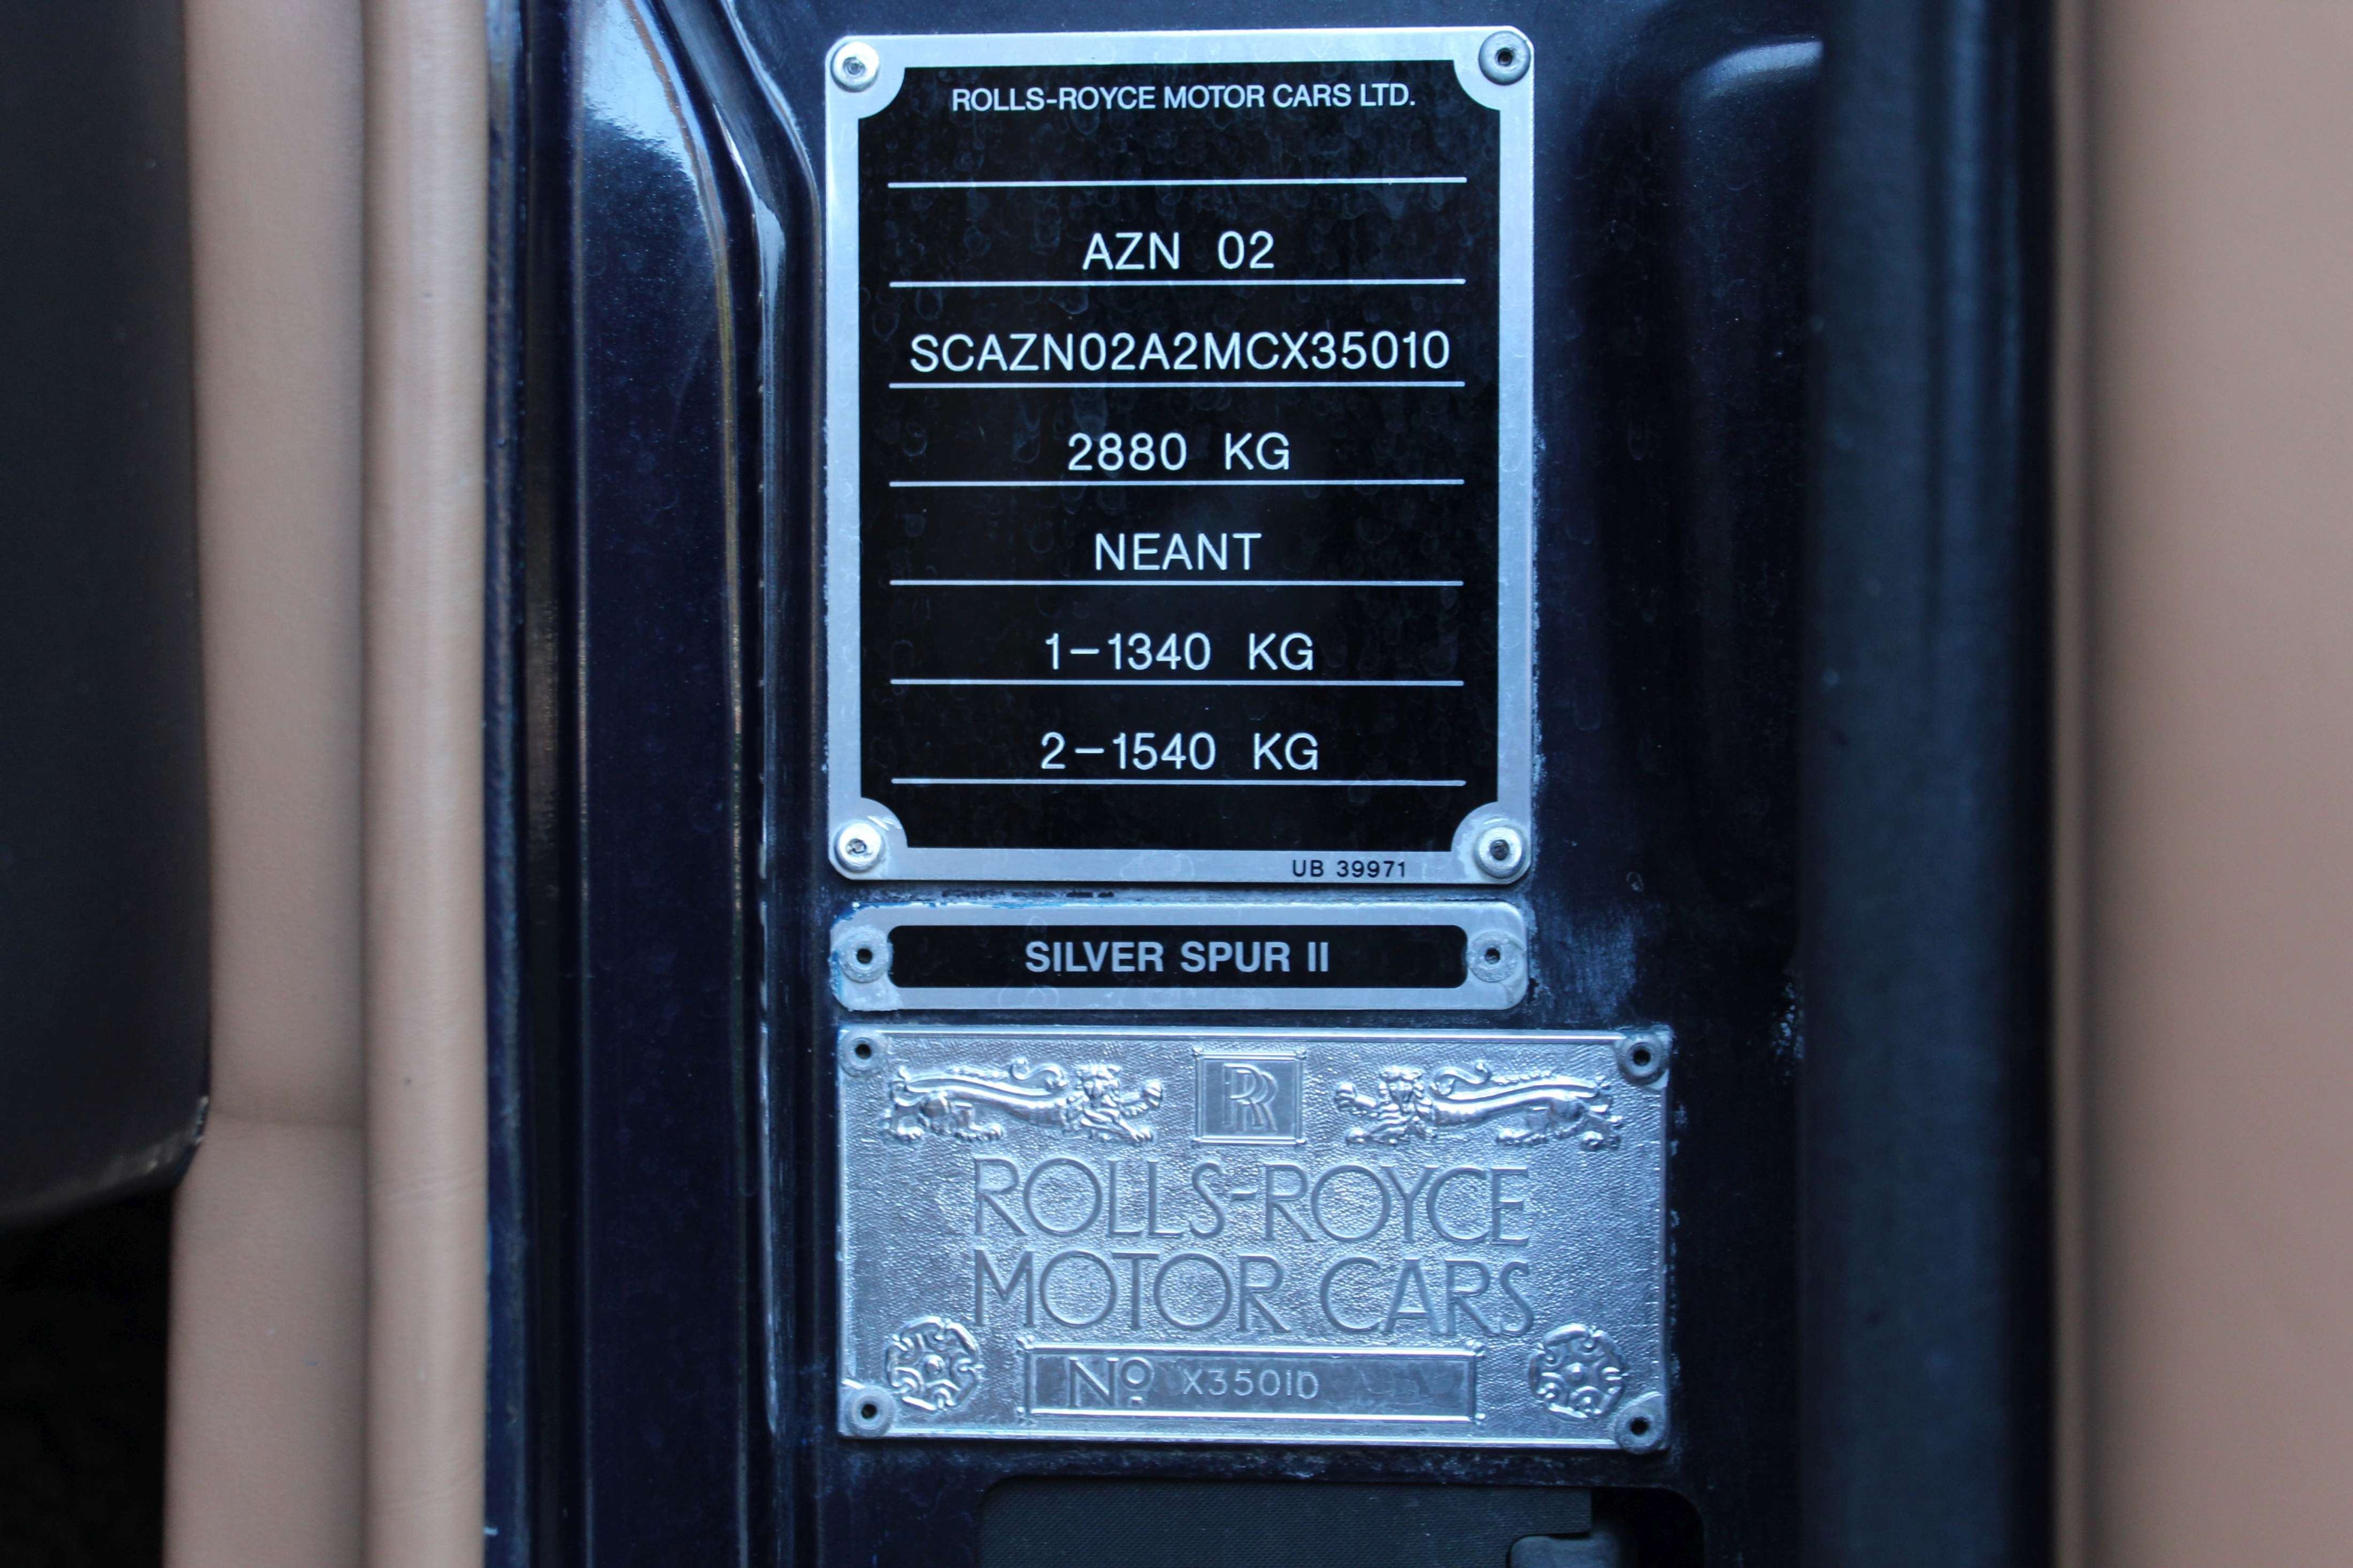 ROLLS-ROYCE MOTOR CARS LTD.
AZN 02
SCAZN02A2MCX35010
2880 KG
NEANT
1-1340 KG
2-1540 KG
UB 39971
SILVER SPUR II
RR
ROLLS-ROYCE
MOTOR CARS
No. X35010